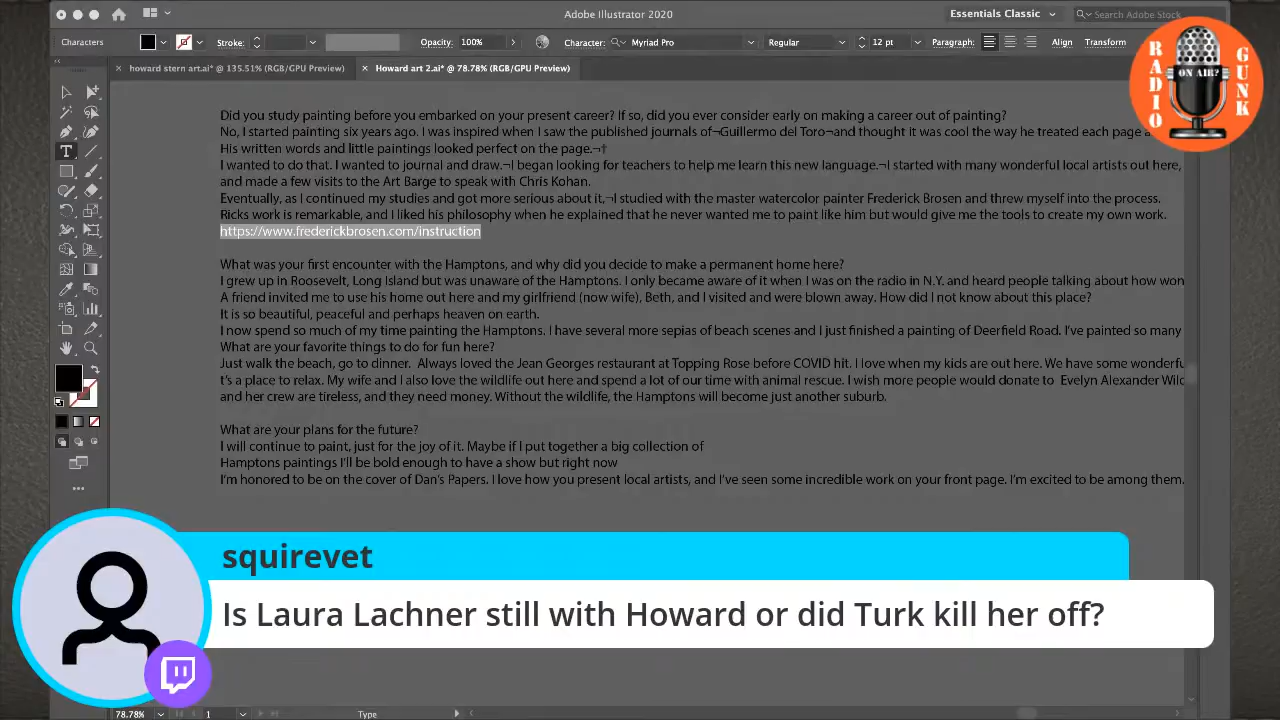 Adobe Illustrator 2020
Essentials Classic
Search Adobe Stock
Characters
Stroke:
Opacity: 100%
Character: Myriad Pro
Regular
12 pt
Paragraph:
Align
Transform
× howard stern art.ai* @ 135.51% (RGB/GPU Preview)
× Howard art 2.ai* @ 78.78% (RGB/GPU Preview)
RADIO
ON AIR?
GUNK
Did you study painting before you embarked on your present career? If so, did you ever consider early on making a career out of painting?
No, I started painting six years ago. I was inspired when I saw the published journals of¬Guillermo del Toro¬and thought it was cool the way he treated each page a
His written words and little paintings looked perfect on the page.¬†
I wanted to do that. I wanted to journal and draw.¬I began looking for teachers to help me learn this new language.¬I started with many wonderful local artists out here,
and made a few visits to the Art Barge to speak with Chris Kohan.
Eventually, as I continued my studies and got more serious about it,¬I studied with the master watercolor painter Frederick Brosen and threw myself into the process.
Ricks work is remarkable, and I liked his philosophy when he explained that he never wanted me to paint like him but would give me the tools to create my own work.
https://www.frederickbrosen.com/instruction
What was your first encounter with the Hamptons, and why did you decide to make a permanent home here?
I grew up in Roosevelt, Long Island but was unaware of the Hamptons. I only became aware of it when I was on the radio in N.Y. and heard people talking about how won
A friend invited me to use his home out here and my girlfriend (now wife), Beth, and I visited and were blown away. How did I not know about this place?
It is so beautiful, peaceful and perhaps heaven on earth.
I now spend so much of my time painting the Hamptons. I have several more sepias of beach scenes and I just finished a painting of Deerfield Road. I've painted so many
What are your favorite things to do for fun here?
Just walk the beach, go to dinner. Always loved the Jean Georges restaurant at Topping Rose before COVID hit. I love when my kids are out here. We have some wonderfu
t's a place to relax. My wife and I also love the wildlife out here and spend a lot of our time with animal rescue. I wish more people would donate to Evelyn Alexander Wild
and her crew are tireless, and they need money. Without the wildlife, the Hamptons will become just another suburb.
What are your plans for the future?
I will continue to paint, just for the joy of it. Maybe if I put together a big collection of
Hamptons paintings I'll be bold enough to have a show but right now
I'm honored to be on the cover of Dan's Papers. I love how you present local artists, and I've seen some incredible work on your front page. I'm excited to be among them.
squirevet
Is Laura Lachner still with Howard or did Turk kill her off?
78.78%
1
Type